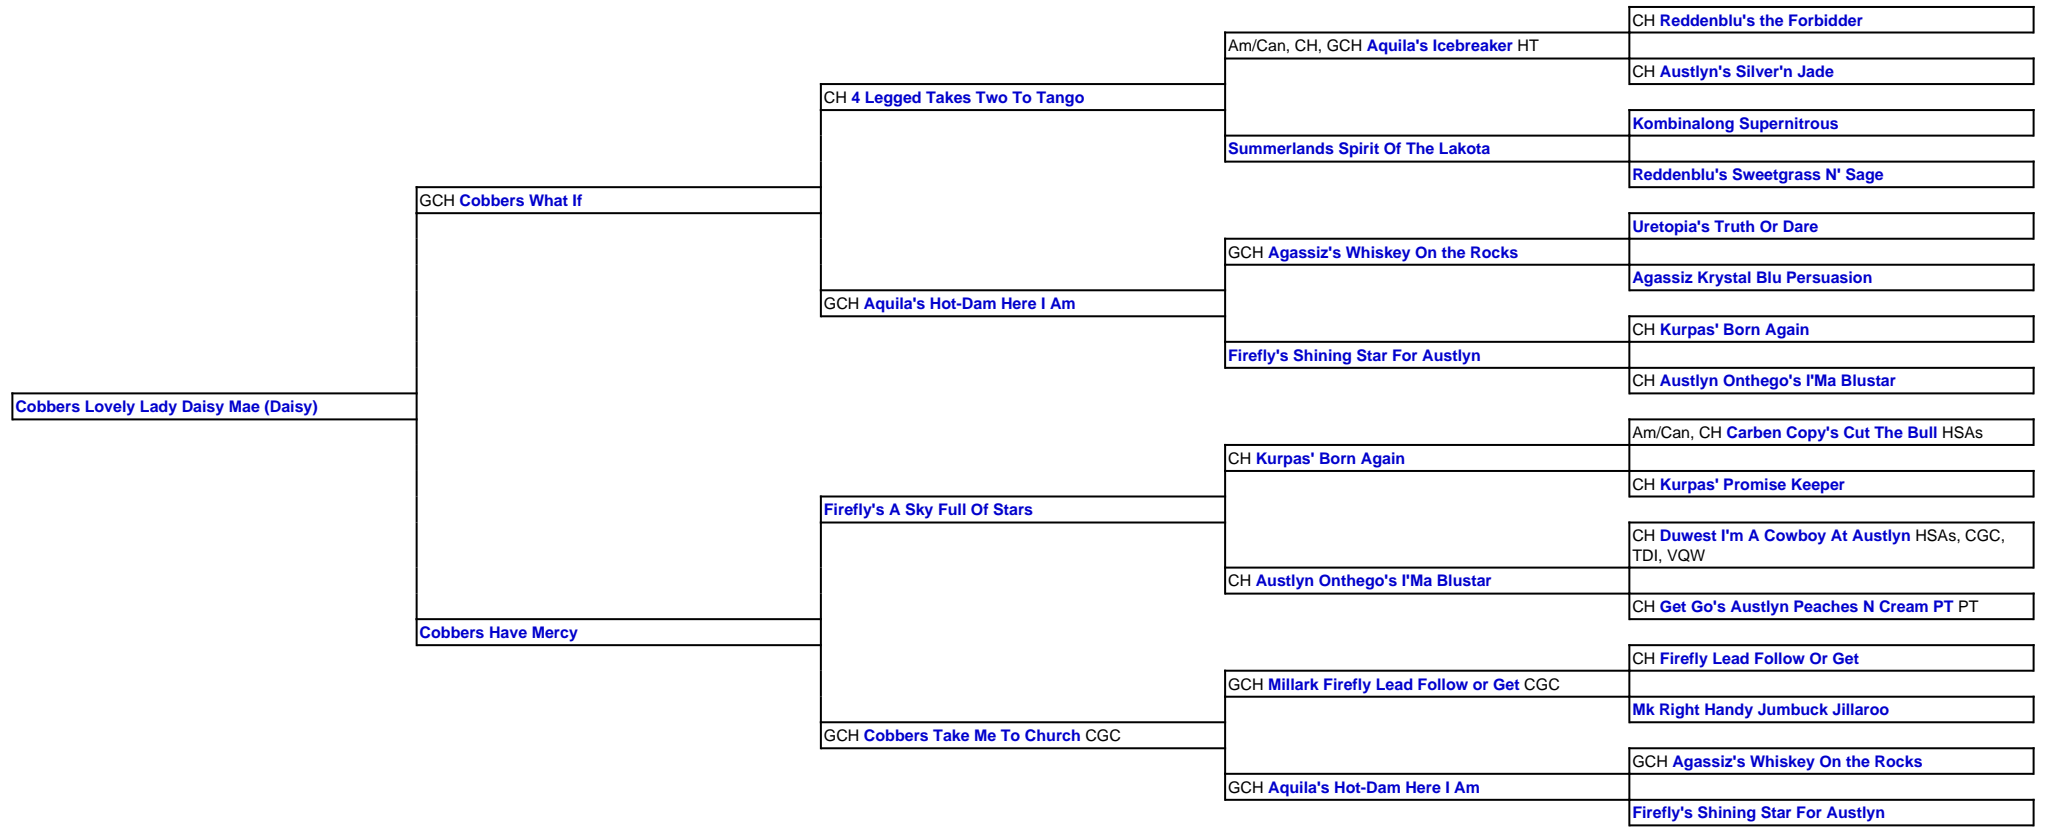 CH Reddenblu's the Forbidder
Am/Can, CH, GCH Aquila's Icebreaker HT
CH Austlyn's Silver'n Jade
CH 4 Legged Takes Two To Tango
Kombinalong Supernitrous
Summerlands Spirit Of The Lakota
Reddenblu's Sweetgrass N' Sage
GCH Cobbers What If
Uretopia's Truth Or Dare
GCH Agassiz's Whiskey On the Rocks
Agassiz Krystal Blu Persuasion
GCH Aquila's Hot-Dam Here I Am
CH Kurpas' Born Again
Firefly's Shining Star For Austlyn
CH Austlyn Onthego's I'Ma Blustar
Cobbers Lovely Lady Daisy Mae (Daisy)
Am/Can, CH Carben Copy's Cut The Bull HSAs
CH Kurpas' Born Again
CH Kurpas' Promise Keeper
Firefly's A Sky Full Of Stars
CH Duwest I'm A Cowboy At Austlyn HSAs, CGC,
TDI, VQW
CH Austlyn Onthego's I'Ma Blustar
CH Get Go's Austlyn Peaches N Cream PT PT
Cobbers Have Mercy
CH Firefly Lead Follow Or Get
GCH Millark Firefly Lead Follow or Get CGC
Mk Right Handy Jumbuck Jillaroo
GCH Cobbers Take Me To Church CGC
GCH Agassiz's Whiskey On the Rocks
GCH Aquila's Hot-Dam Here I Am
Firefly's Shining Star For Austlyn